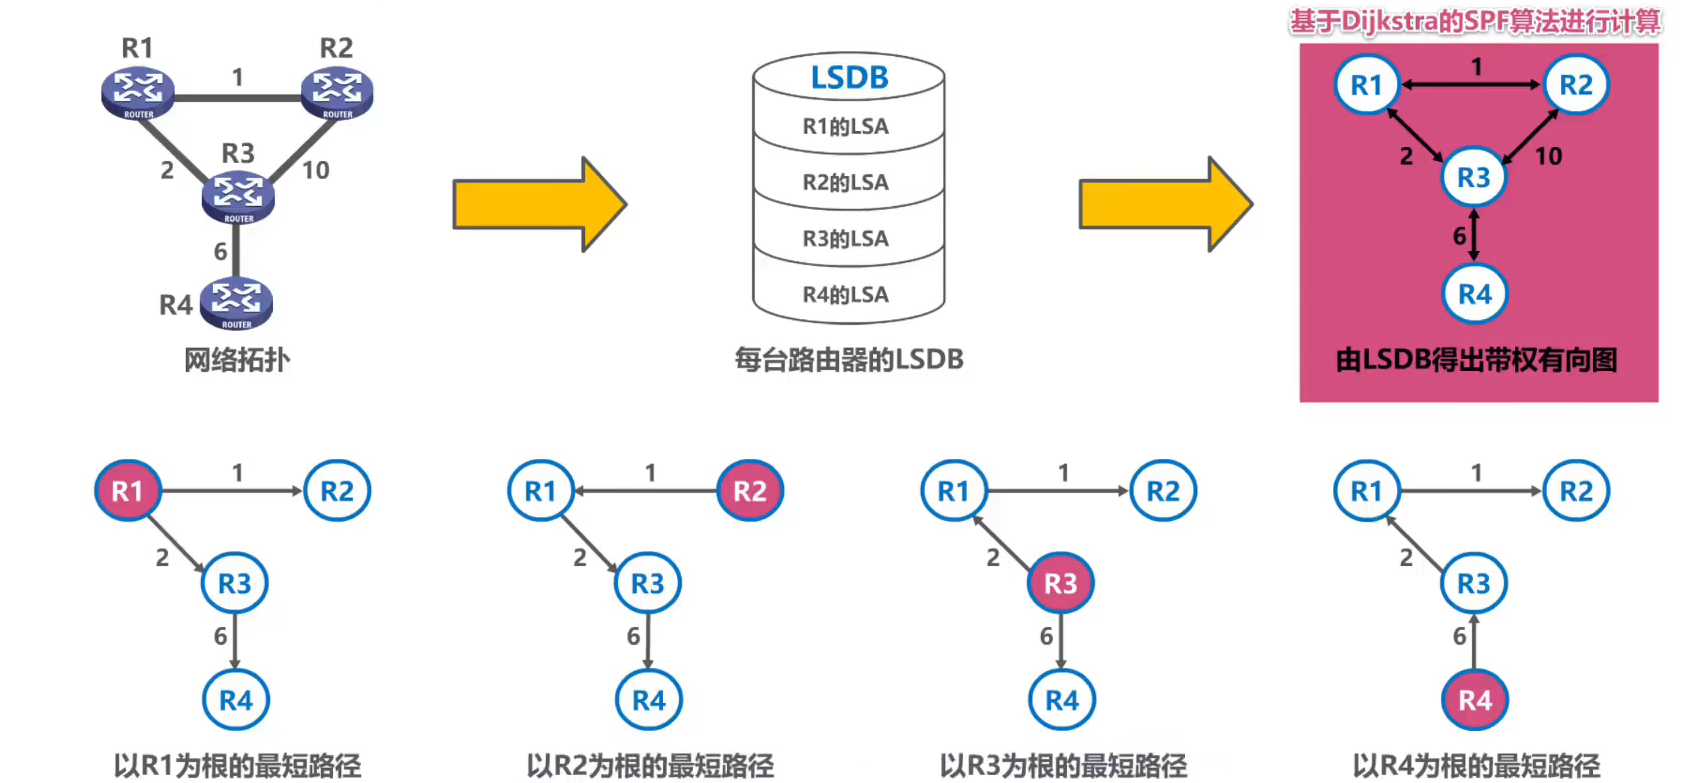 基于Dijkstra的SPF算法进行计算
R1
R2
1
ROUTER
ROUTER
R3
2
10
ROUTER
6
R4
ROUTER
网络拓扑
LSDB
R1的LSA
R2的LSA
R3的LSA
R4的LSA
每台路由器的LSDB
R1
1
R2
2
10
R3
6
R4
由LSDB得出带权有向图
R1
1
R2
2
R3
6
R4
以R1为根的最短路径
R1
1
R2
2
R3
6
R4
以R2为根的最短路径
R1
1
R2
2
R3
6
R4
以R3为根的最短路径
R1
1
R2
2
R3
6
R4
以R4为根的最短路径